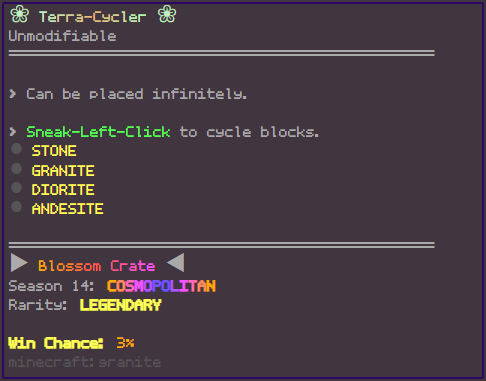 ❀ Terra-Cycler ❀
Unmodifiable
> Can be placed infinitely.
> Sneak-Left-Click to cycle blocks.
● STONE
● GRANITE
● DIORITE
● ANDESITE
▶ Blossom Crate ◀
Season 14: COSMOPOLITAN
Rarity: LEGENDARY
Win Chance: 3%
minecraft:granite